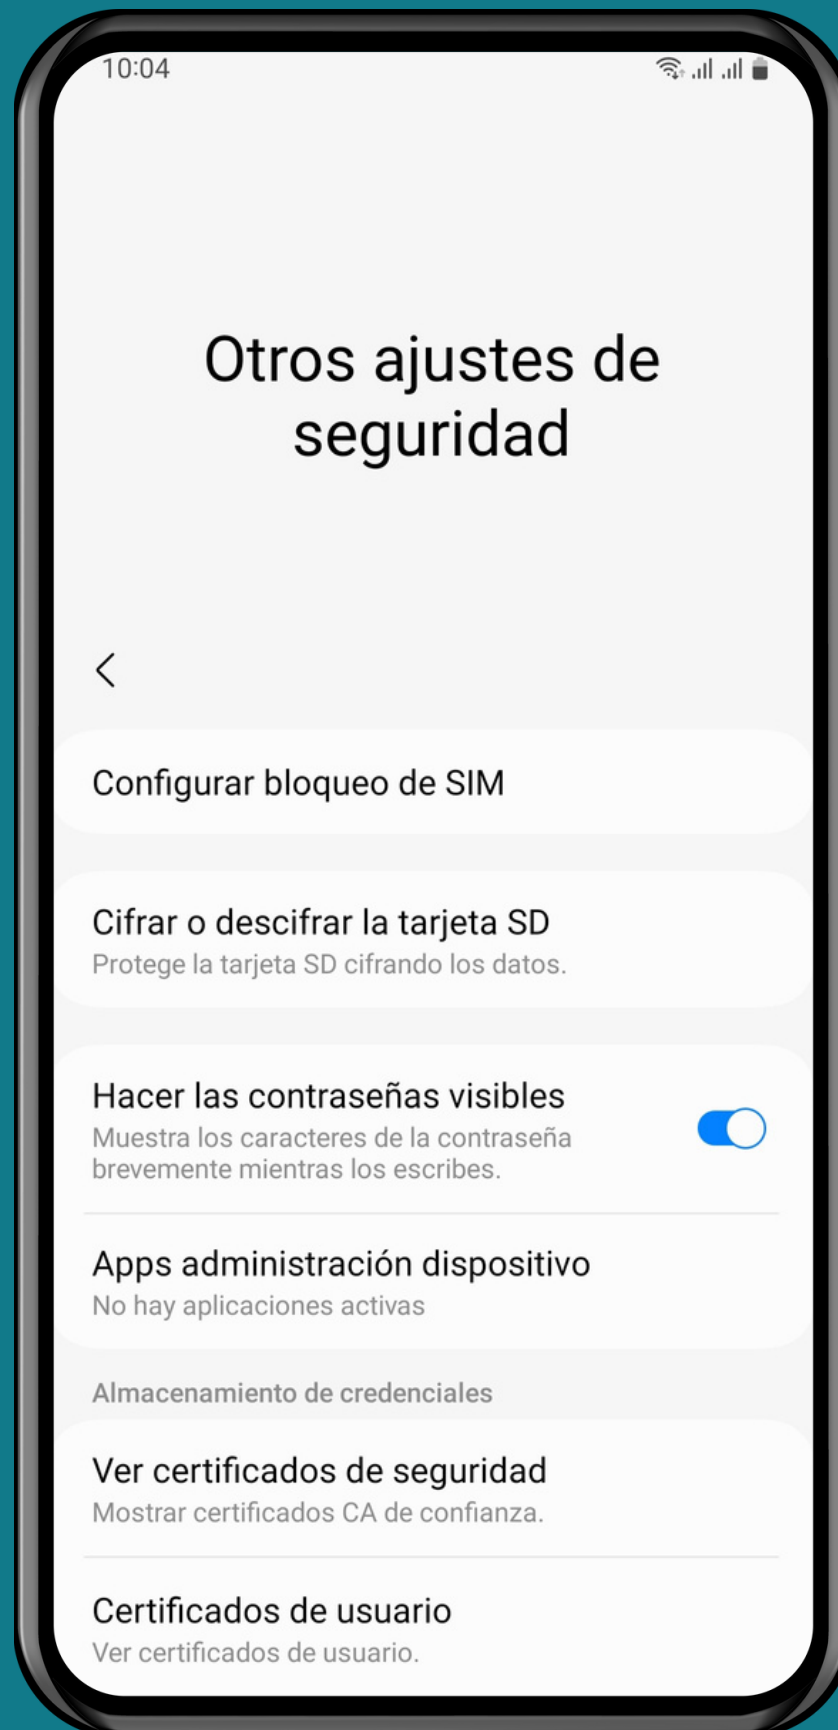 10:04
Otros ajustes de
seguridad
Configurar bloqueo de SIM
Cifrar o descifrar la tarjeta SD
Protege la tarjeta SD cifrando los datos.
Hacer las contraseñas visibles
Muestra los caracteres de la contraseña
brevemente mientras los escribes.
Apps administración dispositivo
No hay aplicaciones activas
Almacenamiento de credenciales
Ver certificados de seguridad
Mostrar certificados CA de confianza.
Certificados de usuario
Ver certificados de usuario.